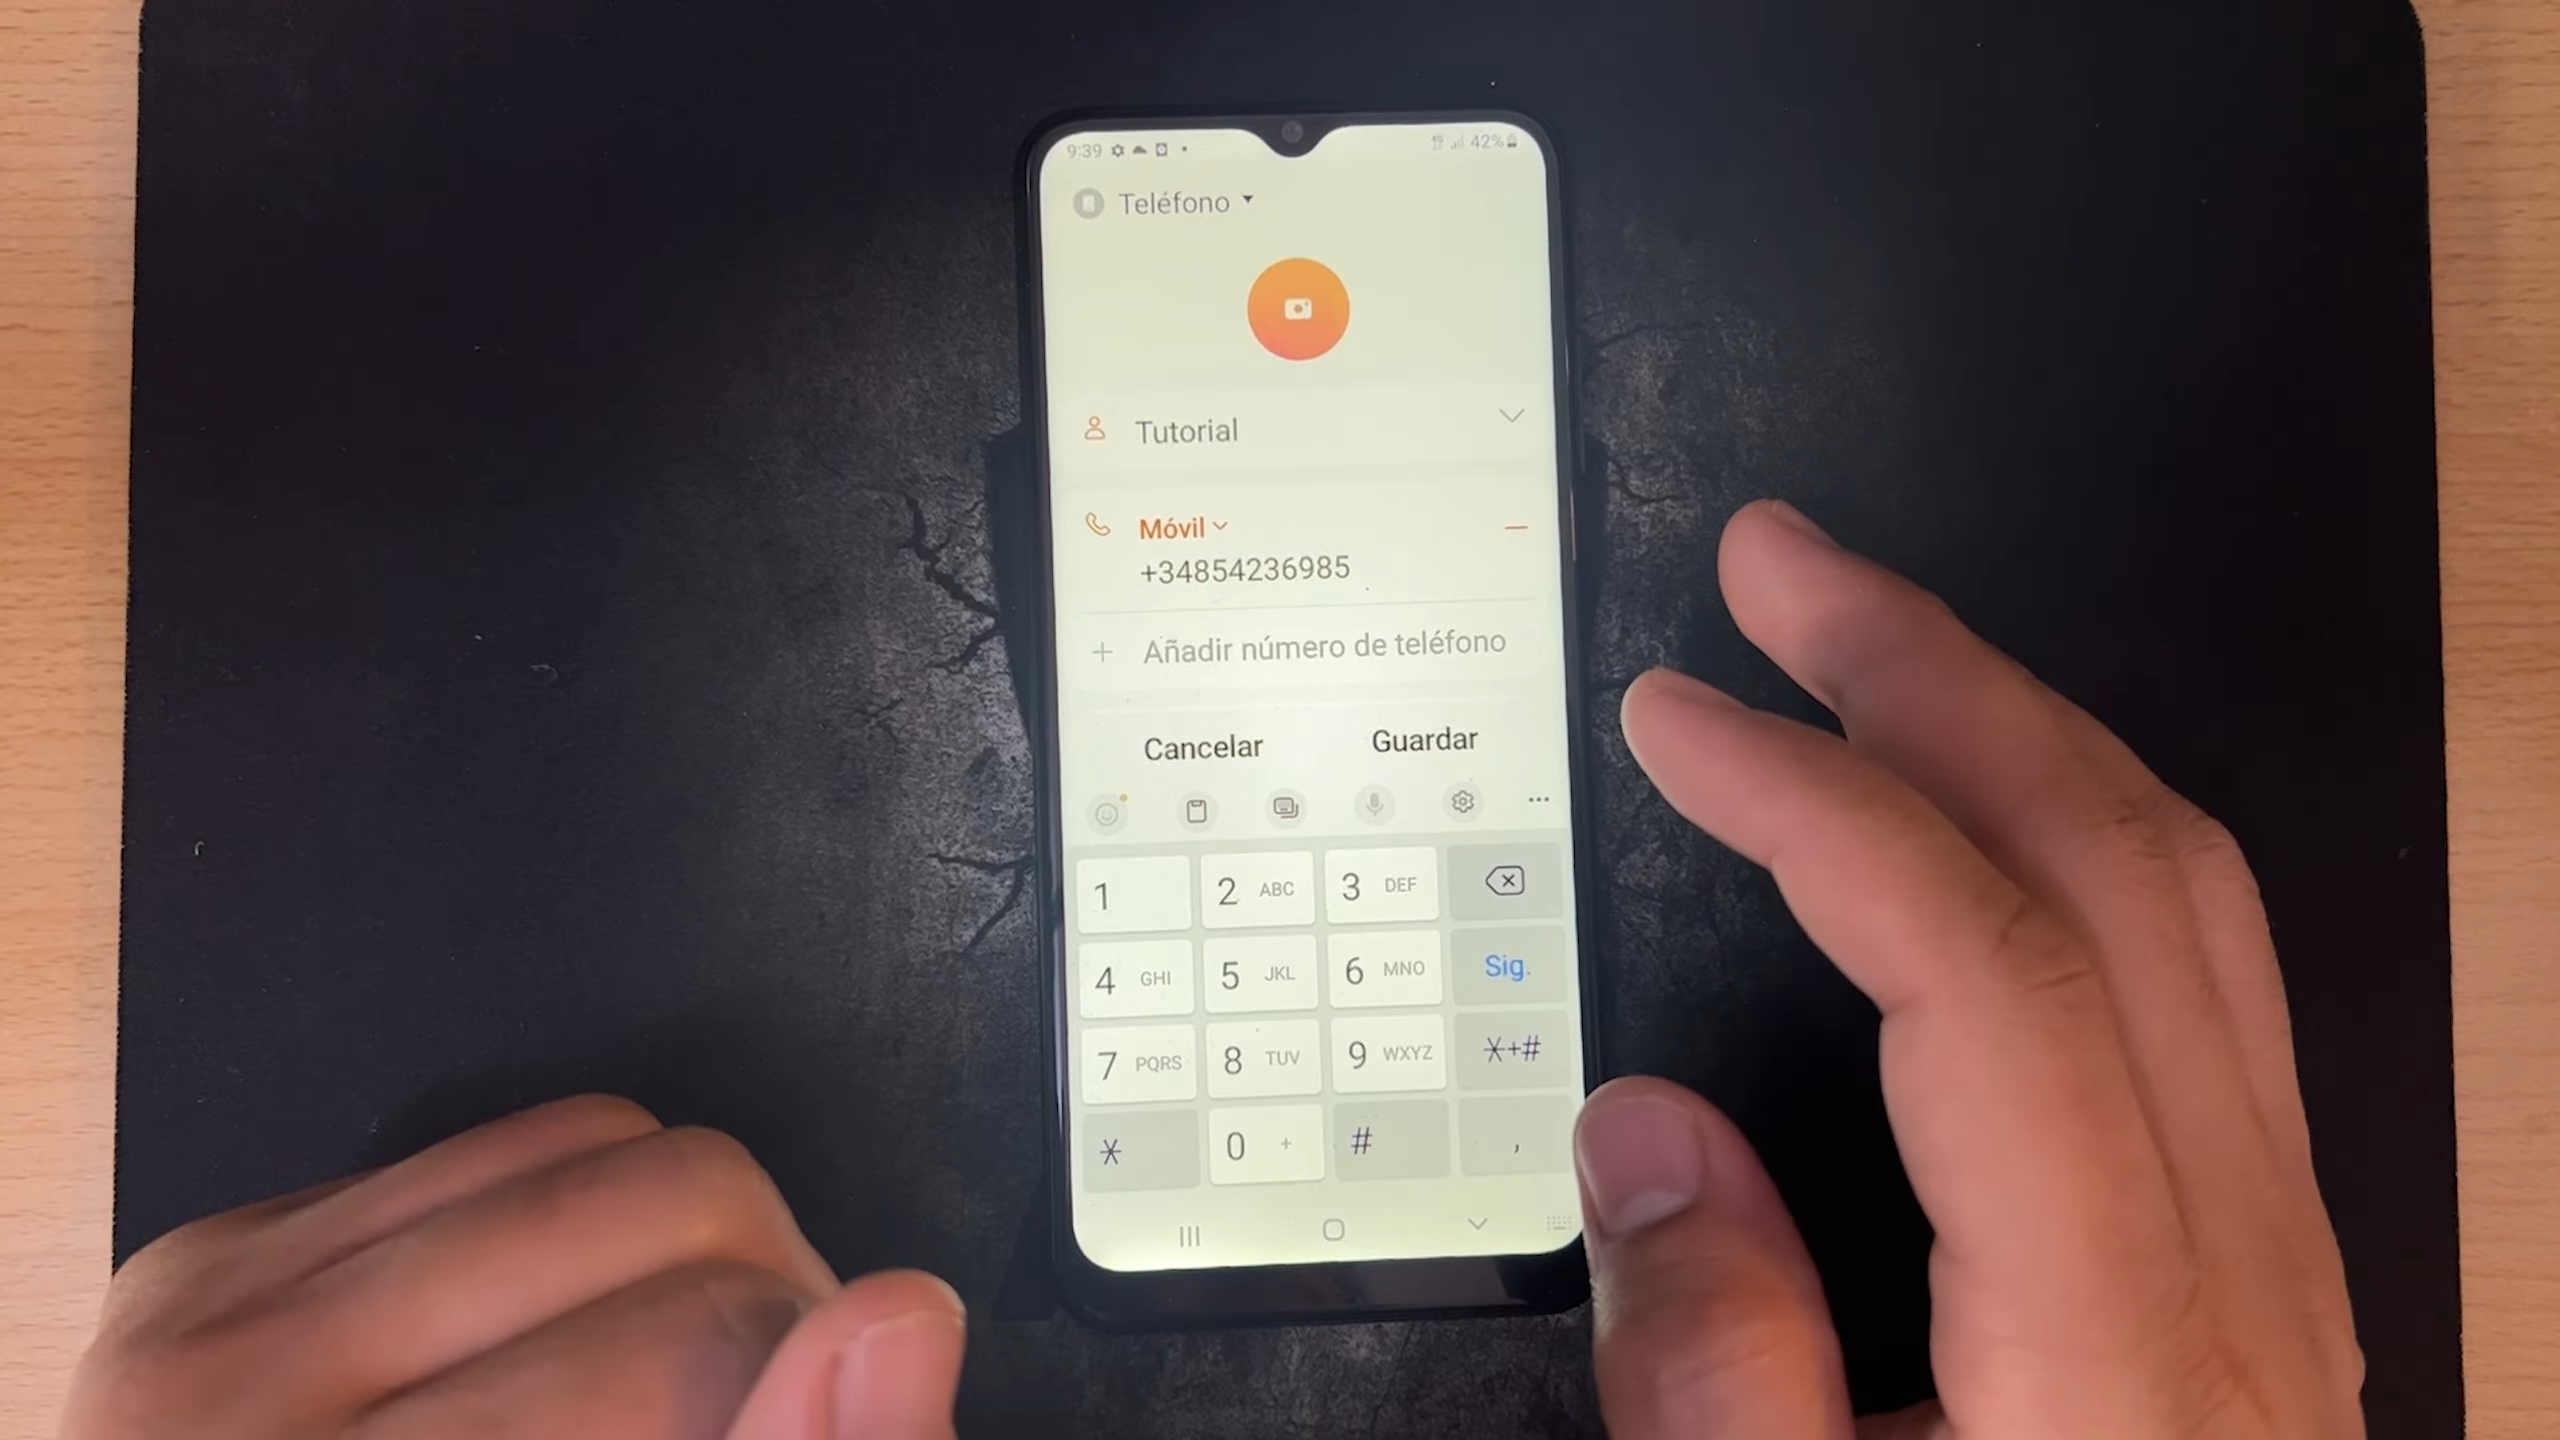 9:39 42%
Teléfono
Tutorial
Móvil
+34854236985
+ Añadir número de teléfono
Cancelar Guardar
1 2 ABC 3 DEF
4 GHI 5 JKL 6 MNO Sig.
7 PQRS 8 TUV 9 WXYZ *+#
* 0 + # ,